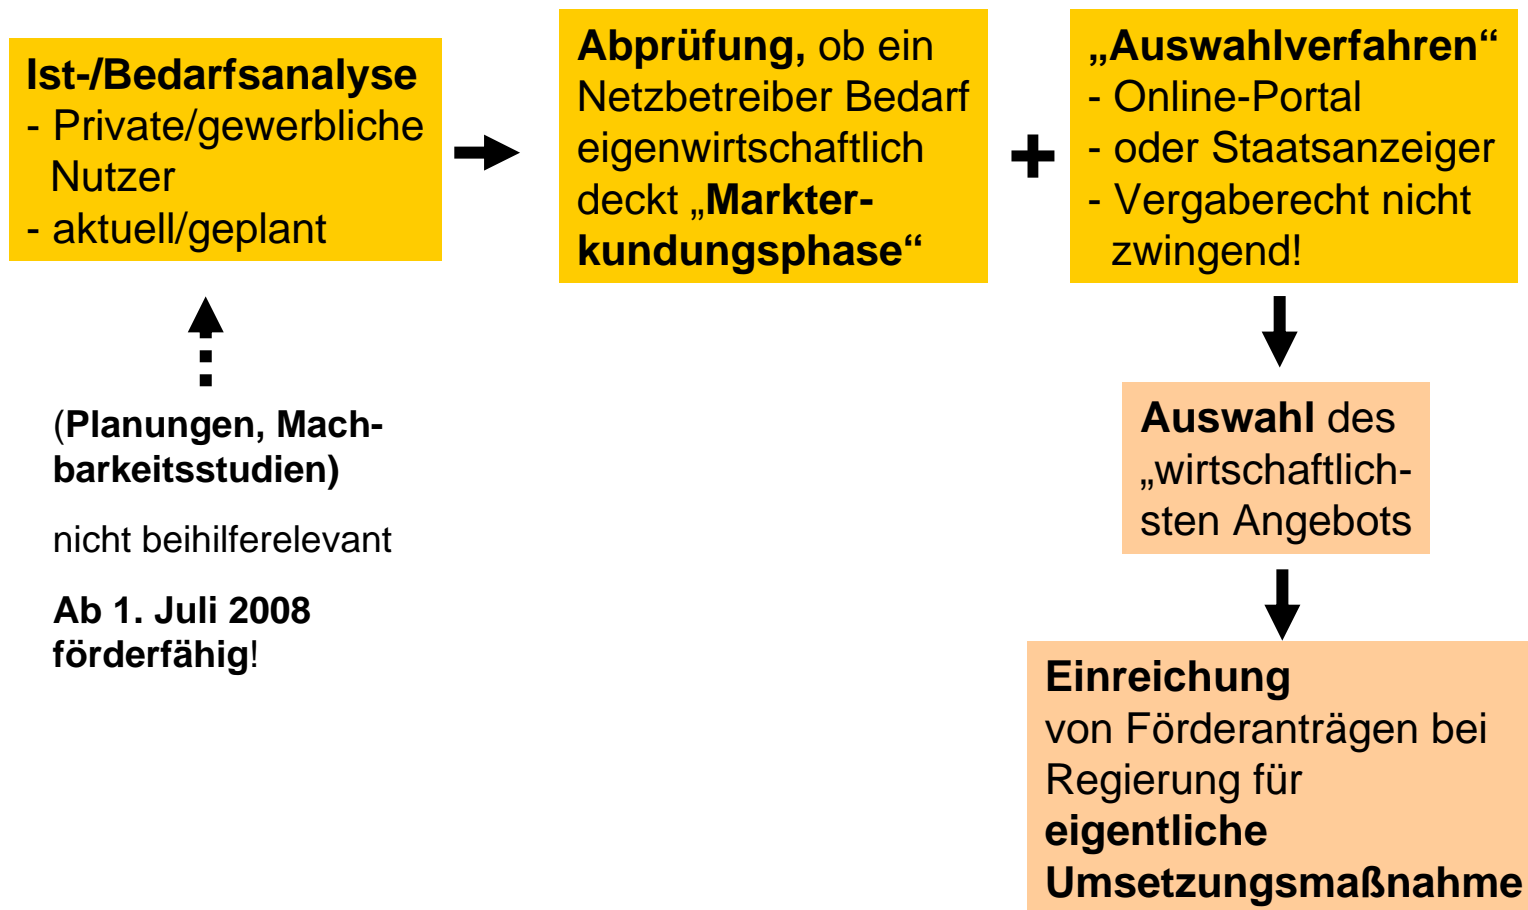 Ist-/Bedarfsanalyse
- Private/gewerbliche
Nutzer
- aktuell/geplant
Abprüfung, ob ein
Netzbetreiber Bedarf
eigenwirtschaftlich
deckt „Markter-
kundungsphase“
+
„Auswahlverfahren“
- Online-Portal
- oder Staatsanzeiger
- Vergaberecht nicht
zwingend!
(Planungen, Mach-
barkeitsstudien)
nicht beihilferelevant
Ab 1. Juli 2008
förderfähig!
Auswahl des
„wirtschaftlich-
sten Angebots
Einreichung
von Förderanträgen bei
Regierung für
eigentliche
Umsetzungsmaßnahme